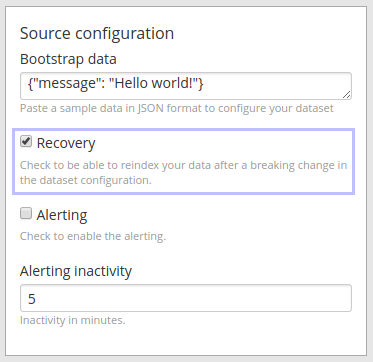 Source configuration
Bootstrap data
{"message": "Hello world!"}
Paste a sample data in JSON format to configure your dataset
Recovery
Check to be able to reindex your data after a breaking change in
the dataset configuration.
Alerting
Check to enable the alerting.
Alerting inactivity
5
Inactivity in minutes.